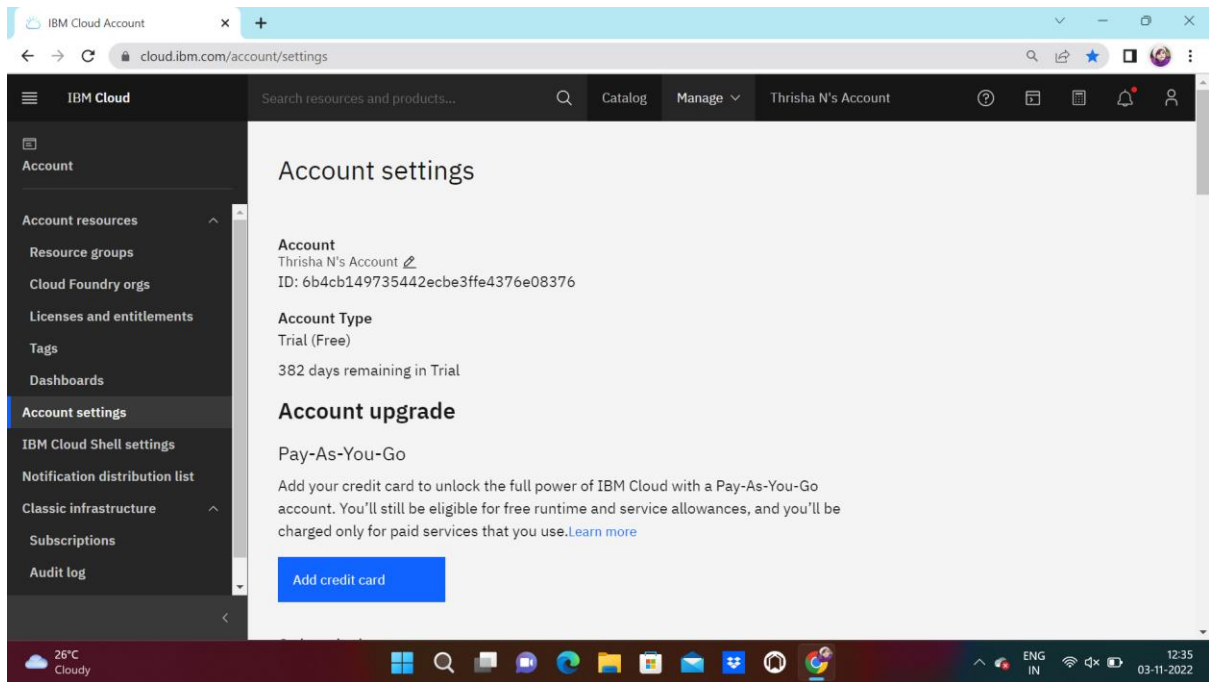 IBM Cloud Account
cloud.ibm.com/account/settings
IBM Cloud
Search resources and products...
Catalog
Manage
Thrisha N's Account
Account
Account resources
Resource groups
Cloud Foundry orgs
Licenses and entitlements
Tags
Dashboards
Account settings
IBM Cloud Shell settings
Notification distribution list
Classic infrastructure
Subscriptions
Audit log
Account settings
Account
Thrisha N's Account
ID: 6b4cb149735442ecbe3ffe4376e08376
Account Type
Trial (Free)
382 days remaining in Trial
Account upgrade
Pay-As-You-Go
Add your credit card to unlock the full power of IBM Cloud with a Pay-As-You-Go
account. You'll still be eligible for free runtime and service allowances, and you'll be
charged only for paid services that you use.Learn more
Add credit card
26°C
Cloudy
ENG
IN
12:35
03-11-2022